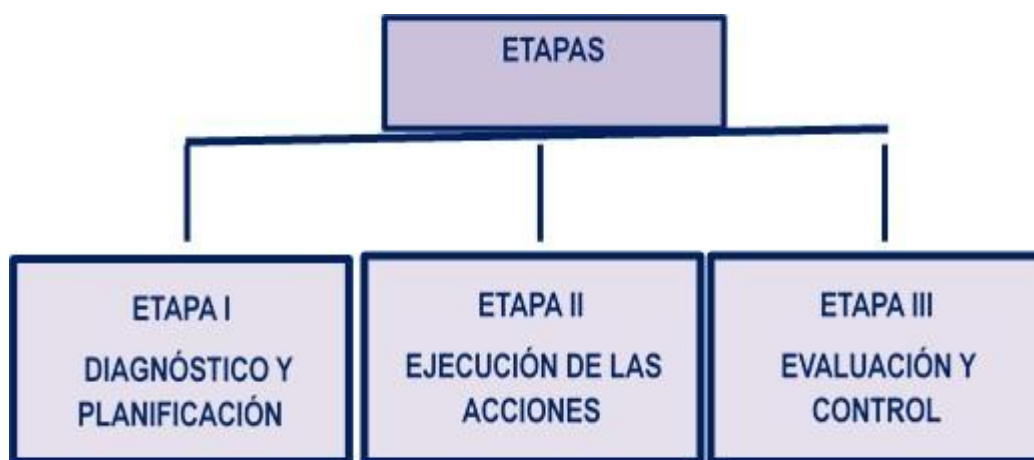 ETAPAS
ETAPA I
DIAGNÓSTICO Y
PLANIFICACIÓN
ETAPA II
EJECUCIÓN DE LAS
ACCIONES
ETAPA III
EVALUACIÓN Y
CONTROL